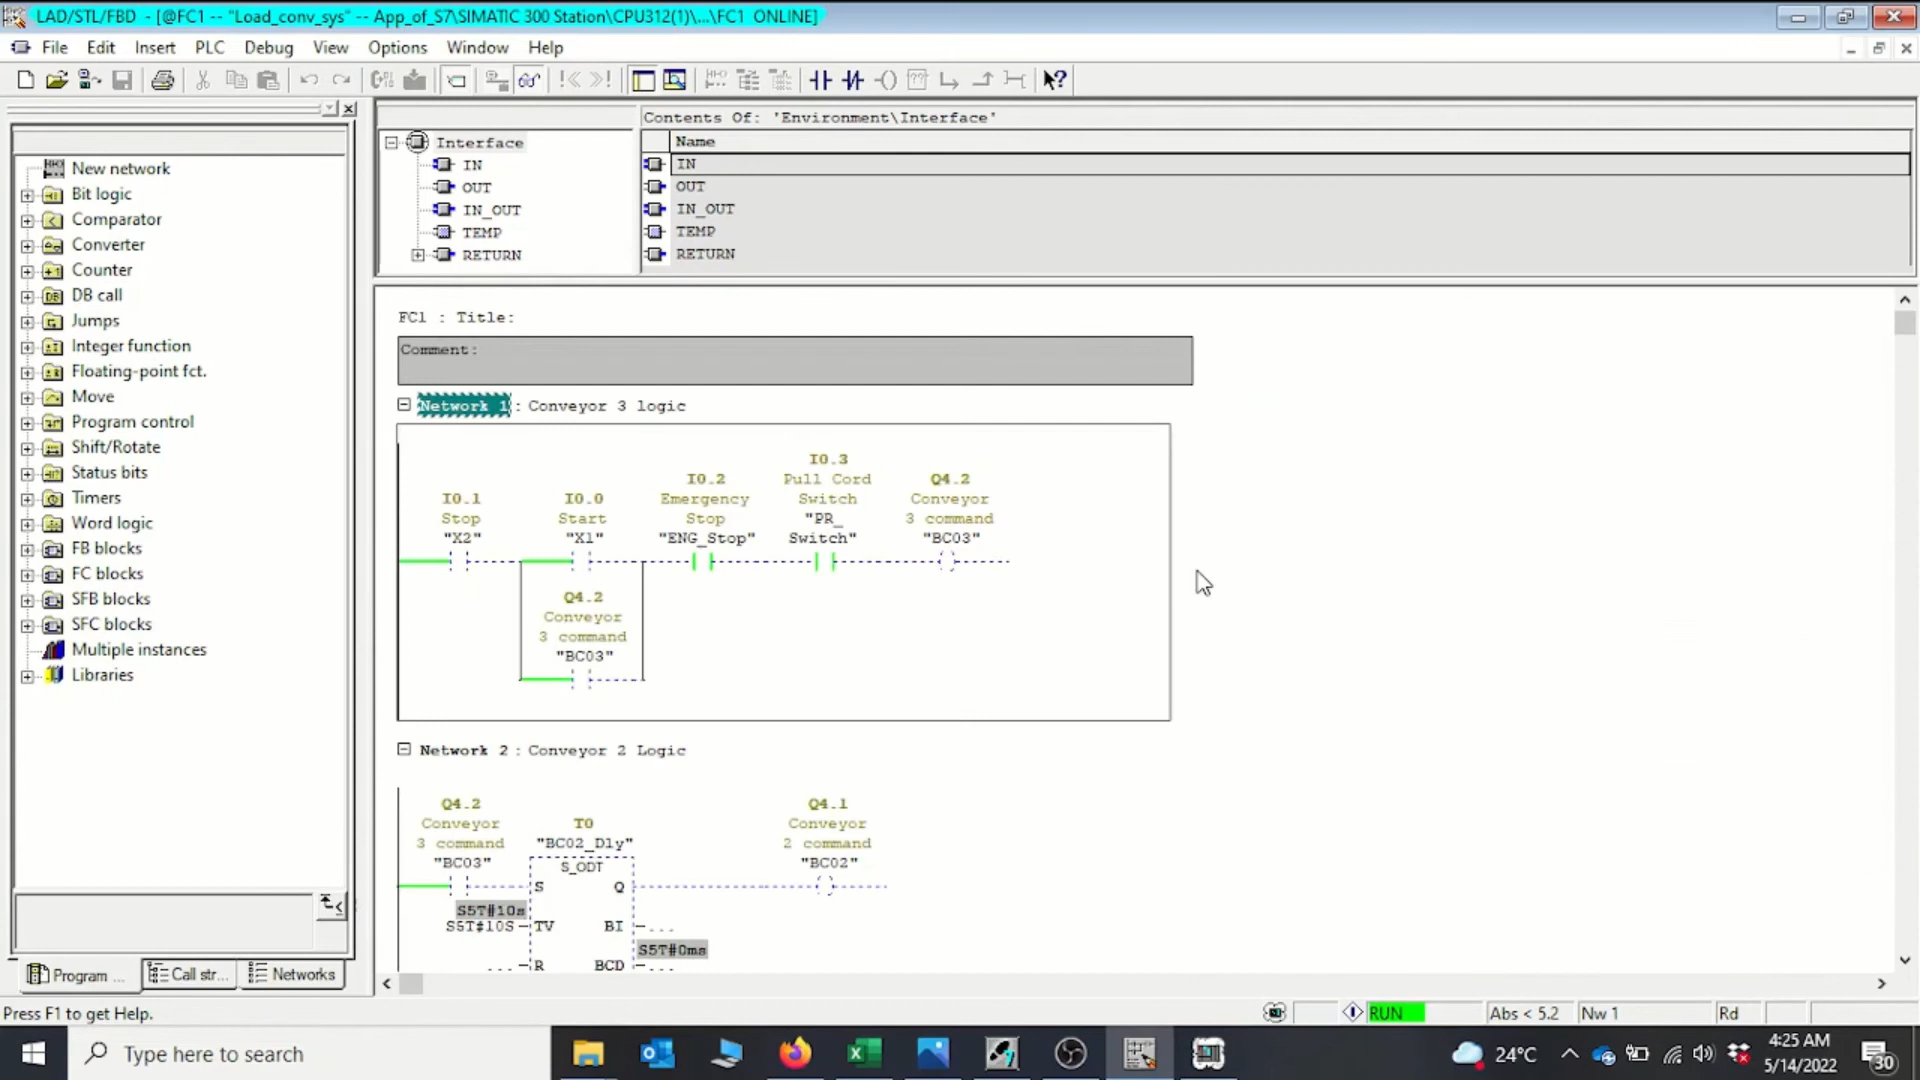 LAD/STL/FBD - [@FC1 -- "Load_conv_sys" -- App_of_S7\SIMATIC 300 Station\CPU312(1)\...\FC1 ONLINE]
File Edit Insert PLC Debug View Options Window Help
New network
Bit logic
Comparator
Converter
Counter
DB call
Jumps
Integer function
Floating-point fct.
Move
Program control
Shift/Rotate
Status bits
Timers
Word logic
FB blocks
FC blocks
SFB blocks
SFC blocks
Multiple instances
Libraries
Program ... Call str... Networks
Interface
IN
OUT
IN_OUT
TEMP
RETURN
Contents Of: 'Environment\Interface'
Name
IN
OUT
IN_OUT
TEMP
RETURN
FC1 : Title:
Comment:
Network 1 : Conveyor 3 logic
I0.1
Stop
"X2"
I0.0
Start
"X1"
I0.2
Emergency
Stop
"ENG_Stop"
I0.3
Pull Cord
Switch
"PR_
Switch"
Q4.2
Conveyor
3 command
"BC03"
Q4.2
Conveyor
3 command
"BC03"
Network 2 : Conveyor 2 Logic
Q4.2
Conveyor
3 command
"BC03"
T0
"BC02_Dly"
S_ODT
Q4.1
Conveyor
2 command
"BC02"
S Q
S5T#10s
S5T#10S TV BI ...
S5T#0ms
... R BCD ...
Press F1 to get Help.
RUN Abs < 5.2 Nw 1 Rd
Type here to search
24°C
4:25 AM
5/14/2022
30